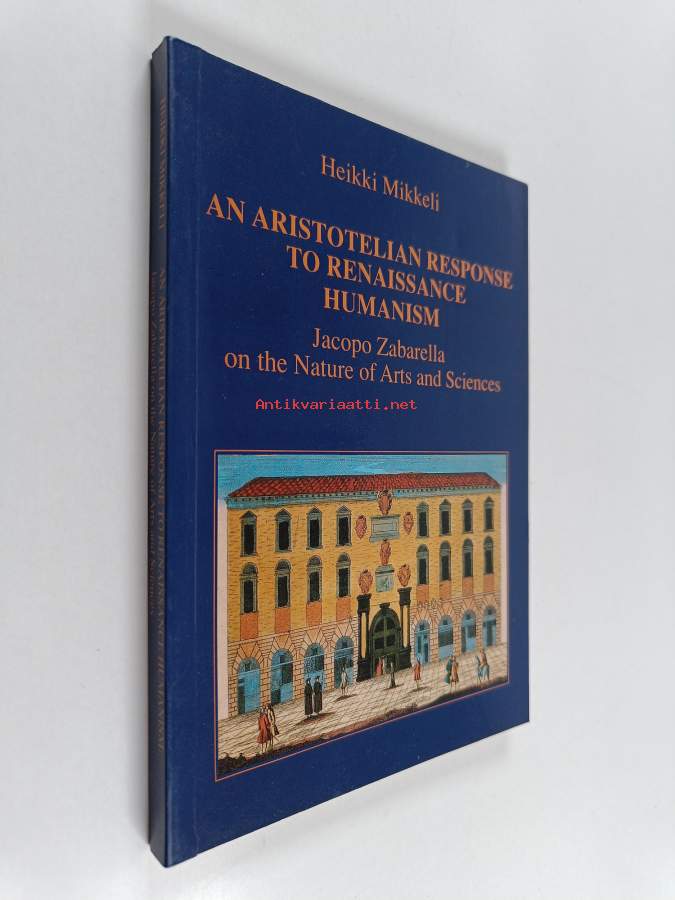 Heikki Mikkeli
AN ARISTOTELIAN RESPONSE
TO RENAISSANCE
HUMANISM
Jacopo Zabarella
on the Nature of Arts and Sciences
Antikvariaatti.net
HEIKKI MIKKELI AN ARISTOTELIAN RESPONSE TO RENAISSANCE HUMANISM
Jacopo Zabarella on the Nature of Arts and Sciences